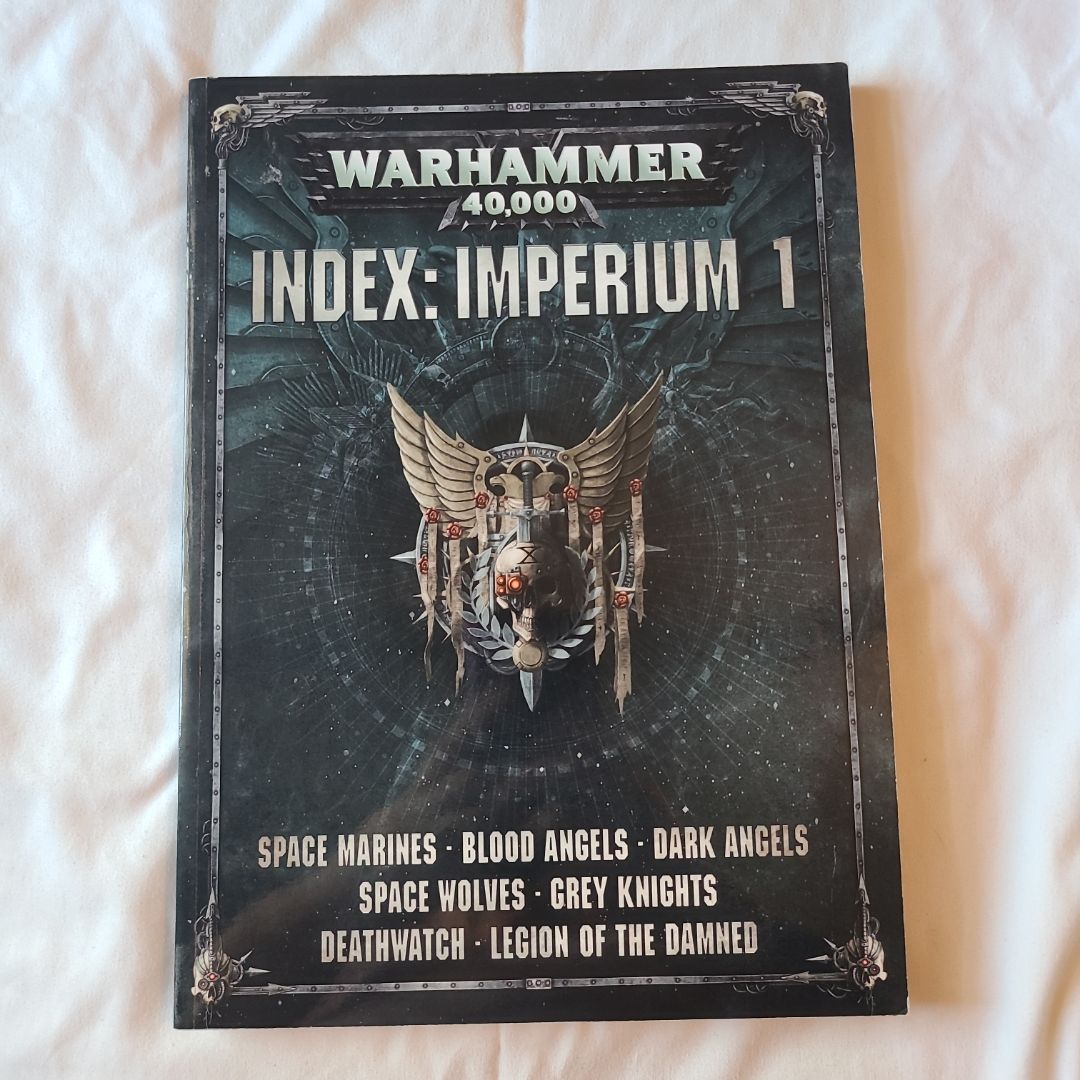 WARHAMMER
40,000
INDEX: IMPERIUM 1
SPACE MARINES · BLOOD ANGELS · DARK ANGELS
SPACE WOLVES · GREY KNIGHTS
DEATHWATCH · LEGION OF THE DAMNED